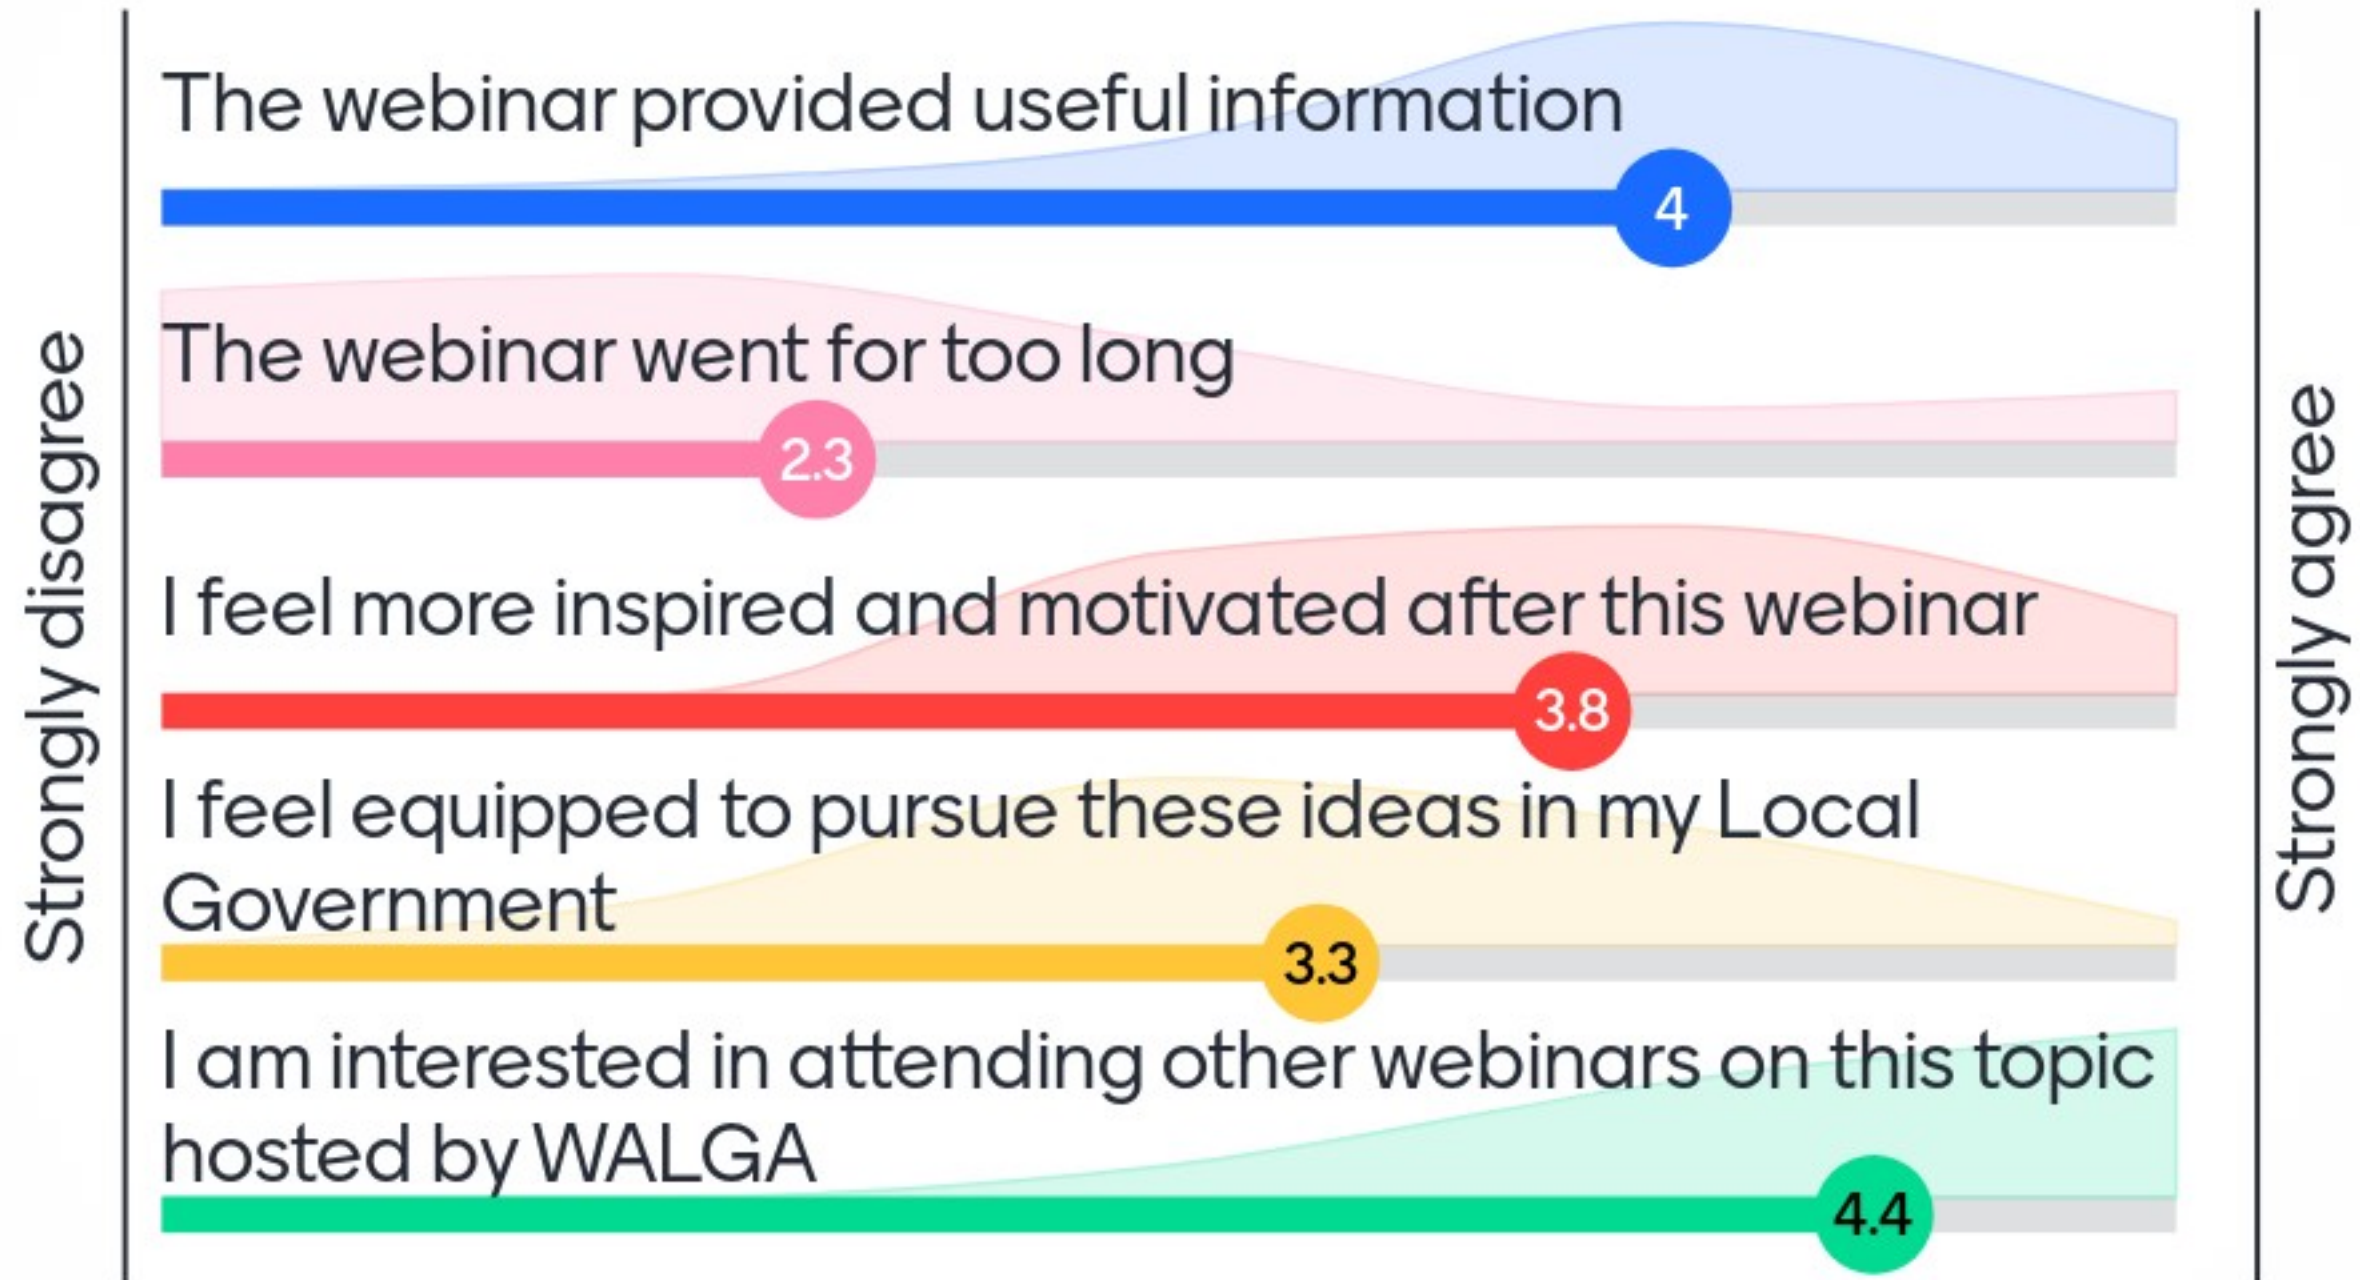 Strongly disagree
The webinar provided useful information
4
The webinar went for too long
2.3
I feel more inspired and motivated after this webinar
3.8
I feel equipped to pursue these ideas in my Local
Government
3.3
I am interested in attending other webinars on this topic
hosted by WALGA
4.4
Strongly agree